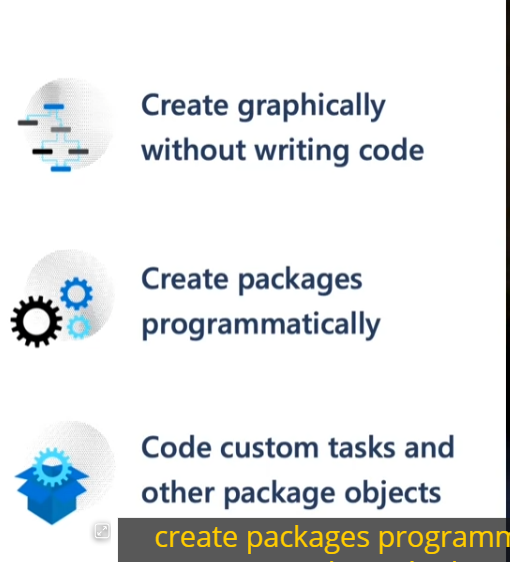 Create graphically
without writing code
Create packages
programmatically
Code custom tasks and
other package objects
create packages programm